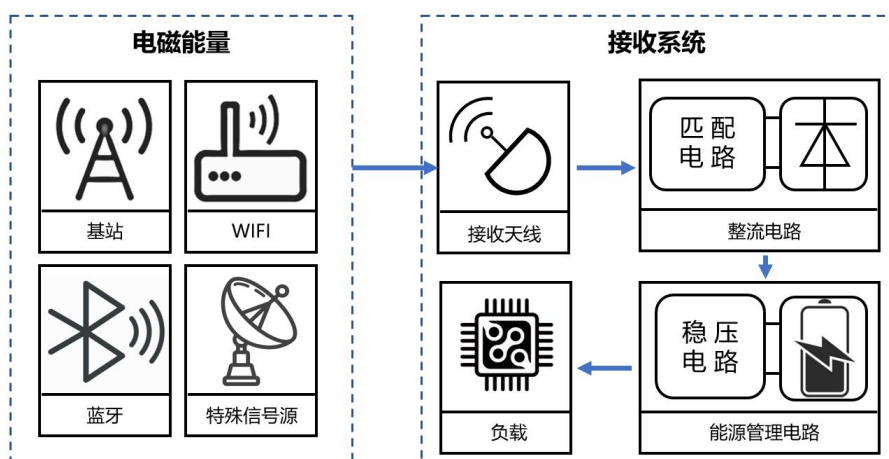 电磁能量
基站
WIFI
蓝牙
特殊信号源
接收系统
接收天线
匹配
电路
整流电路
稳压
电路
能源管理电路
负载